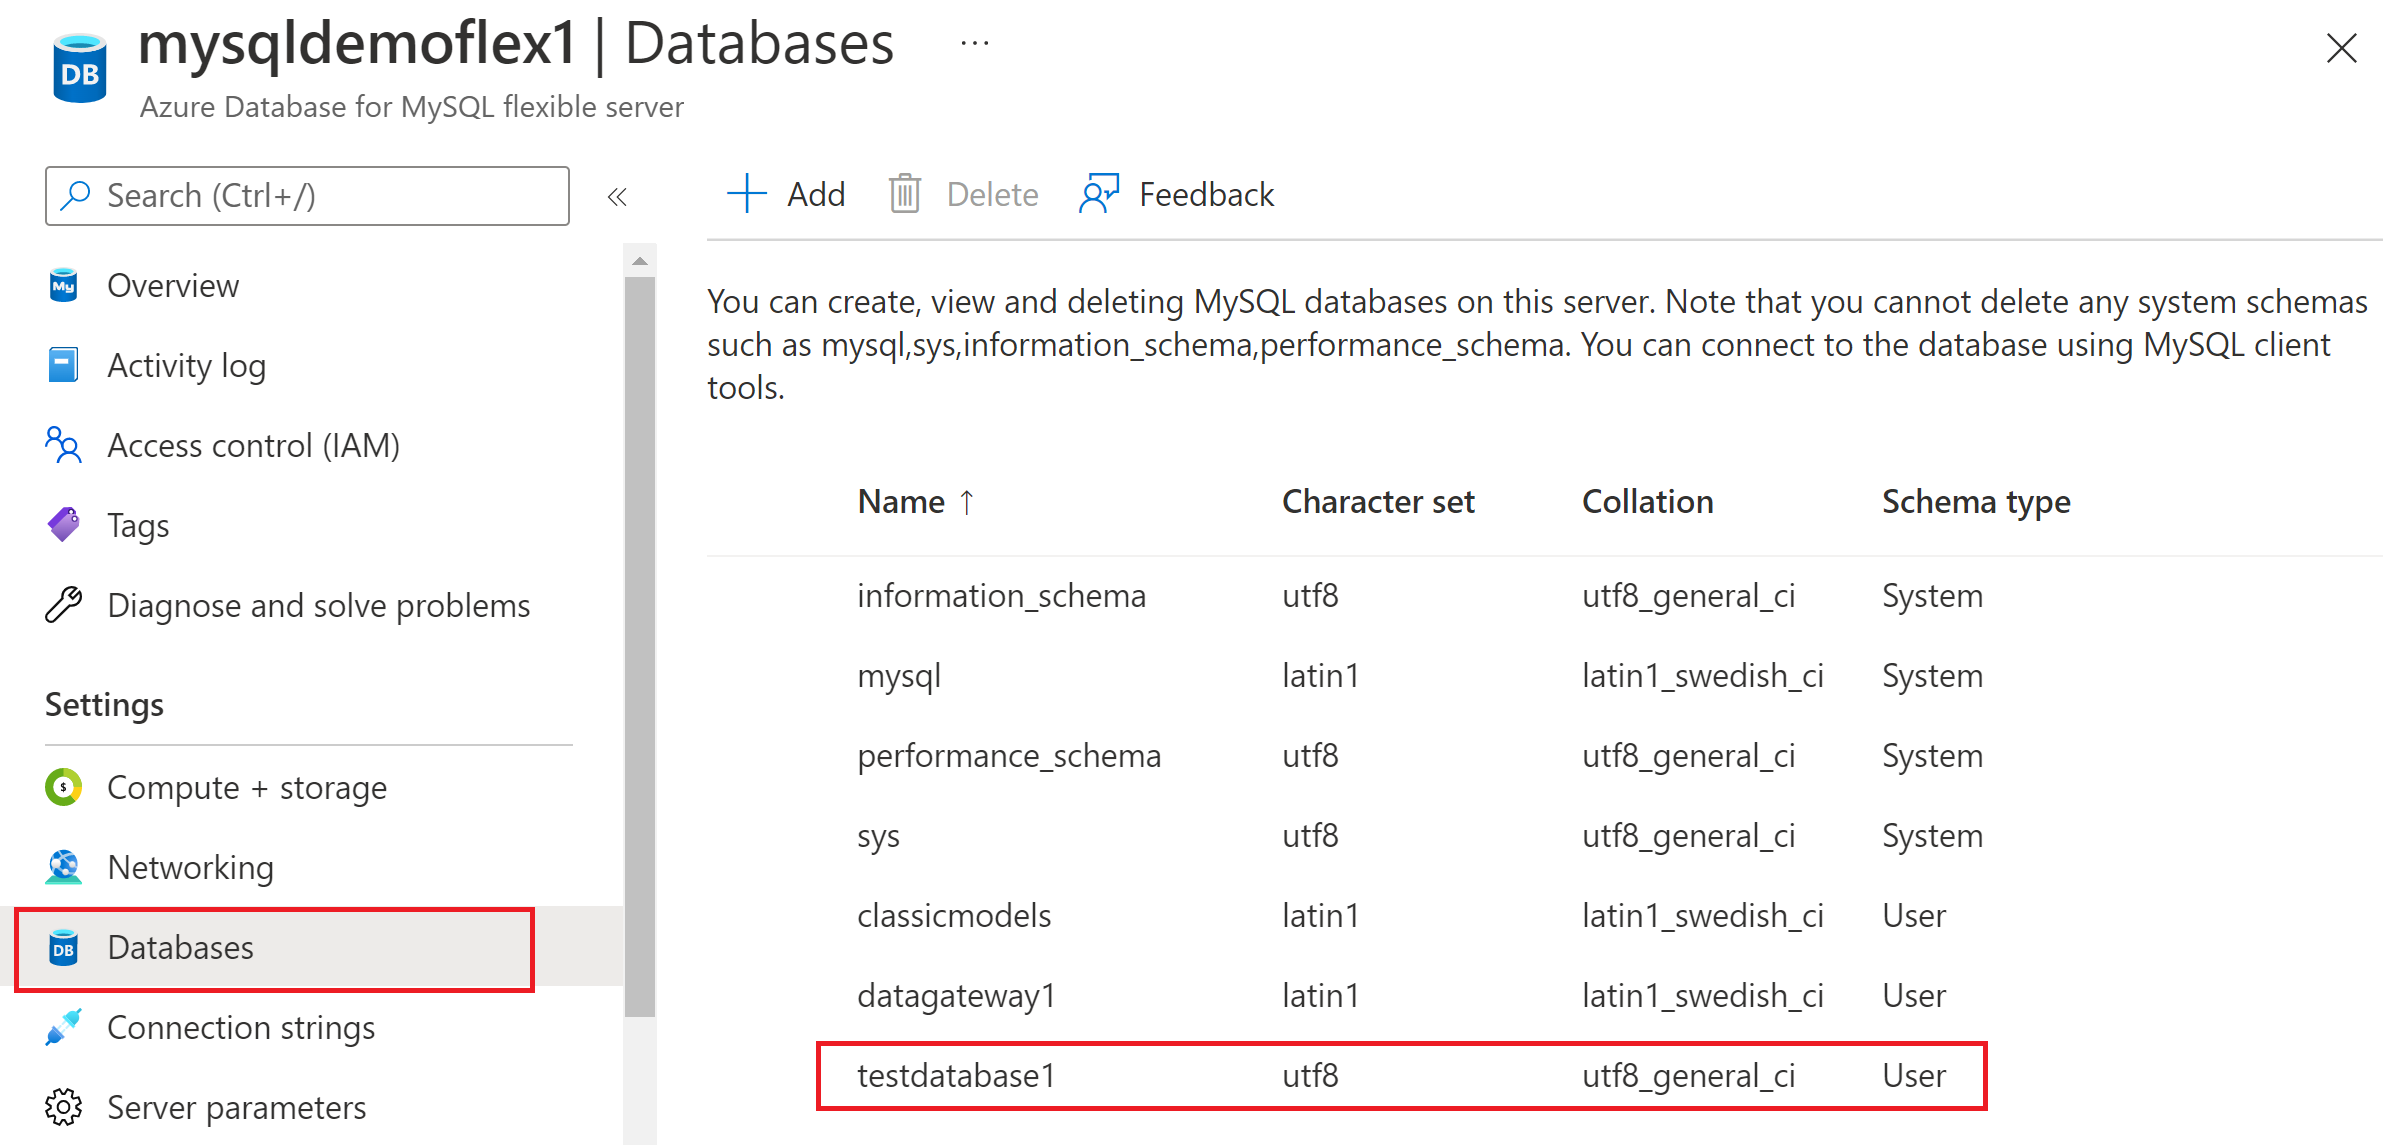 mysqldemoflex1 | Databases ...
Azure Database for MySQL flexible server
Search (Ctrl+/)
«
Add
Delete
Feedback
Overview
Activity log
Access control (IAM)
Tags
Diagnose and solve problems
Settings
Compute + storage
Networking
Databases
Connection strings
Server parameters
You can create, view and deleting MySQL databases on this server. Note that you cannot delete any system schemas
such as mysql,sys,information_schema,performance_schema. You can connect to the database using MySQL client
tools.
Name ↑ Character set Collation Schema type
information_schema utf8 utf8_general_ci System
mysql latin1 latin1_swedish_ci System
performance_schema utf8 utf8_general_ci System
sys utf8 utf8_general_ci System
classicmodels latin1 latin1_swedish_ci User
datagateway1 latin1 latin1_swedish_ci User
testdatabase1 utf8 utf8_general_ci User
DB
My
DB